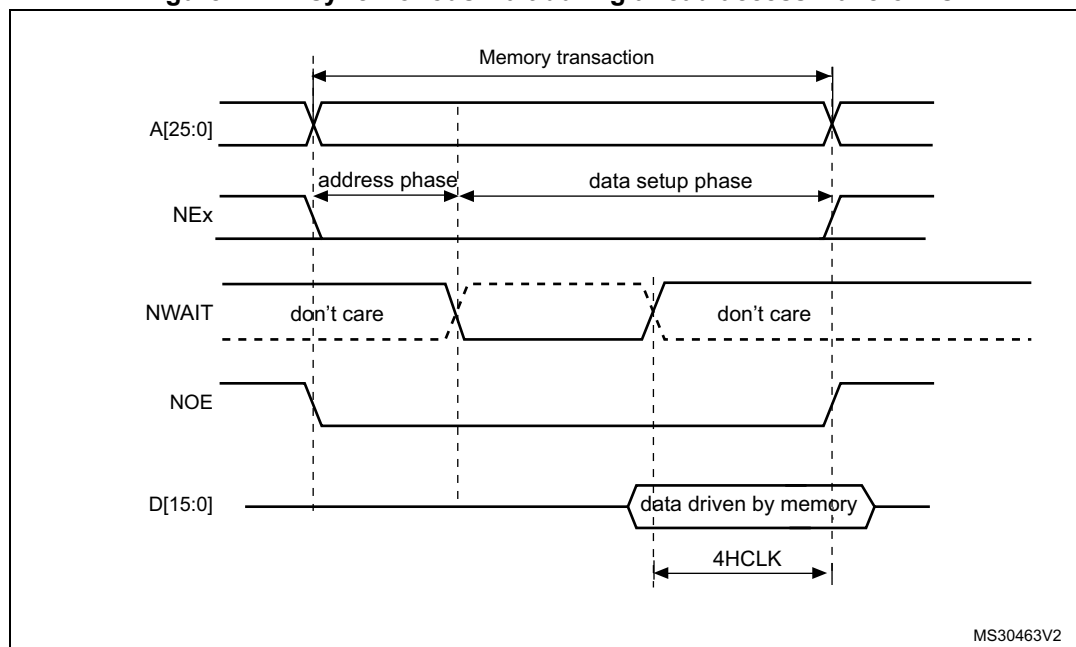 Memory transaction
A[25:0]
address phase
data setup phase
NEx
NWAIT
don't care
don't care
NOE
D[15:0]
data driven by memory
4HCLK
MS30463V2